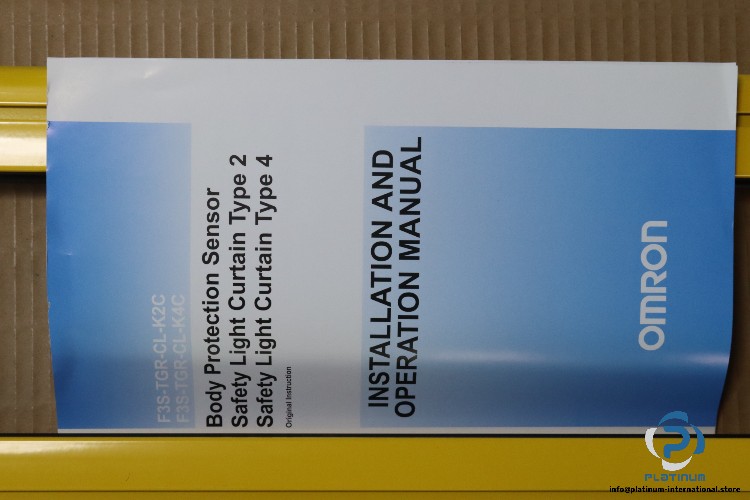 F3S-TGR-CL-K2C
F3S-TGR-CL-K4C
Body Protection Sensor
Safety Light Curtain Type 2
Safety Light Curtain Type 4
Original Instruction
INSTALLATION AND
OPERATION MANUAL
OMRON
PLATINUM
info@platinum-international.store